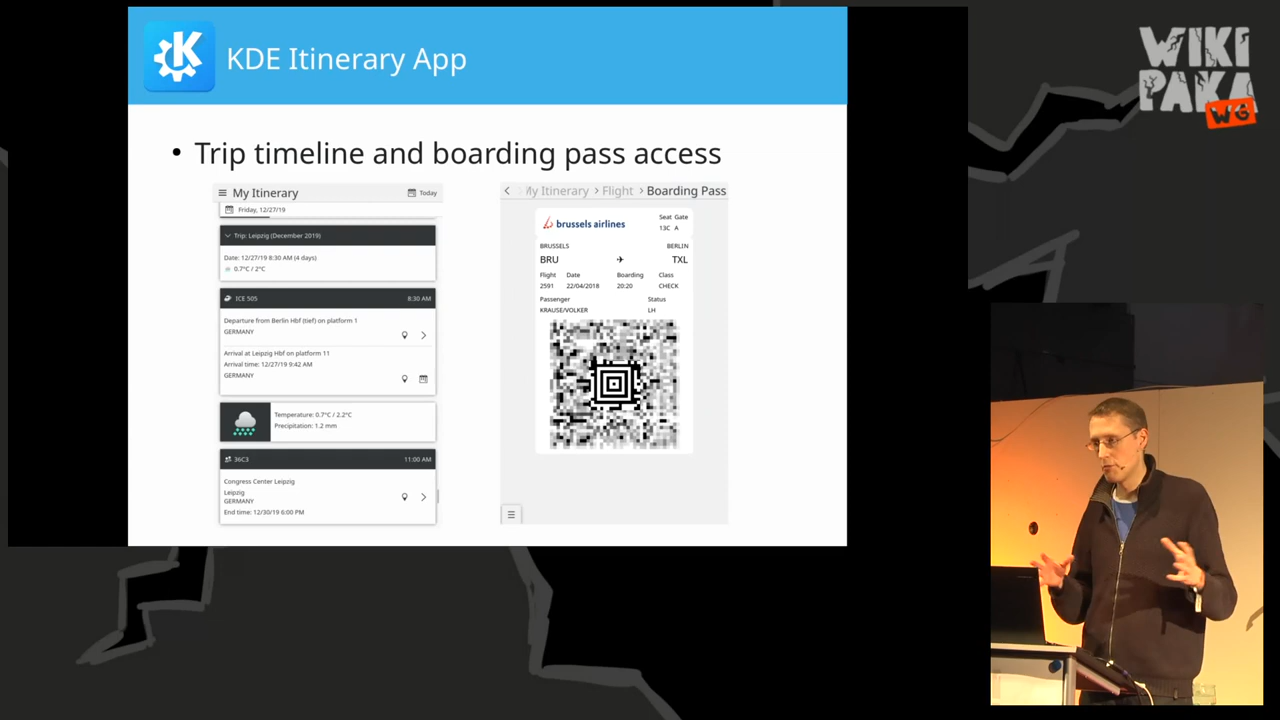 KDE Itinerary App
WIKI
PAKA
WG
• Trip timeline and boarding pass access
My Itinerary
Today
Friday, 12/27/19
Trip: Leipzig (December 2019)
Date: 12/27/19 8:30 AM (4 days)
0.7°C / 2°C
ICE 505
8:30 AM
Departure from Berlin Hbf (tief) on platform 1
GERMANY
Arrival at Leipzig Hbf on platform 11
Arrival time: 12/27/19 9:42 AM
GERMANY
Temperature: 0.7°C / 2.2°C
Precipitation: 1.2 mm
36C3
11:00 AM
Congress Center Leipzig
Leipzig
GERMANY
End time: 12/30/19 6:00 PM
My Itinerary > Flight > Boarding Pass
brussels airlines
Seat Gate
13C A
BRUSSELS BERLIN
BRU TXL
Flight Date Boarding Class
2591 22/04/2018 20:20 CHECK
Passenger Status
KRAUSE/VOLKER LH